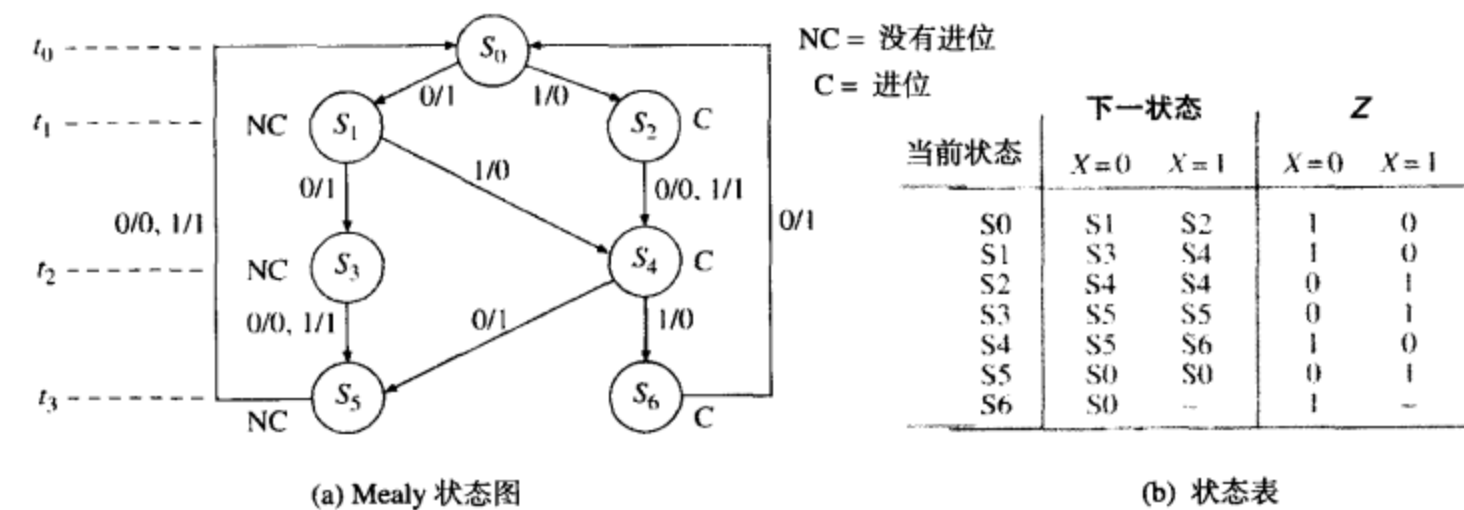 t0
S0
NC = 没有进位
C = 进位
0/1
1/0
t1
NC
S1
S2
C
1/0
0/1
0/0, 1/1
0/0, 1/1
0/1
t2
NC
S3
S4
C
0/0, 1/1
0/1
1/0
t3
S5
NC
S6
C
下一状态 Z
当前状态 X=0 X=1 X=0 X=1
S0 S1 S2 1 0
S1 S3 S4 1 0
S2 S4 S4 0 1
S3 S5 S5 0 1
S4 S5 S6 1 0
S5 S0 S0 0 1
S6 S0 – 1 –
(a) Mealy 状态图
(b) 状态表